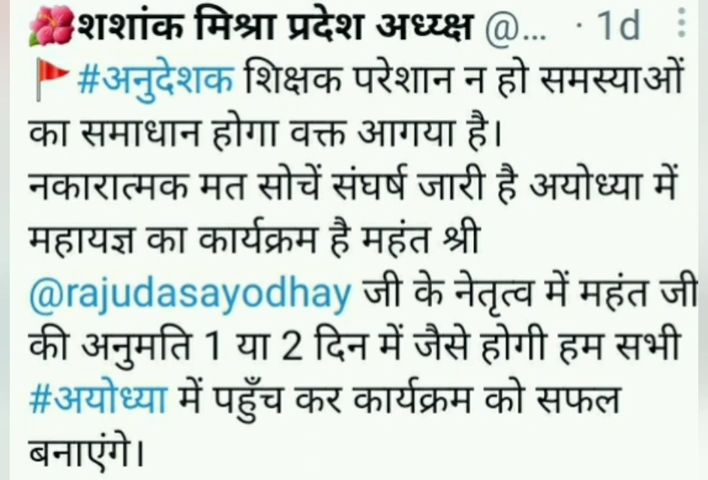 🌺शशांक मिश्रा प्रदेश अध्य्क्ष @... · 1d
🚩#अनुदेशक शिक्षक परेशान न हो समस्याओं
का समाधान होगा वक्त आगया है।
नकारात्मक मत सोचें संघर्ष जारी है अयोध्या में
महायज्ञ का कार्यक्रम है महंत श्री
@rajudasayodhay जी के नेतृत्व में महंत जी
की अनुमति 1 या 2 दिन में जैसे होगी हम सभी
#अयोध्या में पहुँच कर कार्यक्रम को सफल
बनाएंगे।